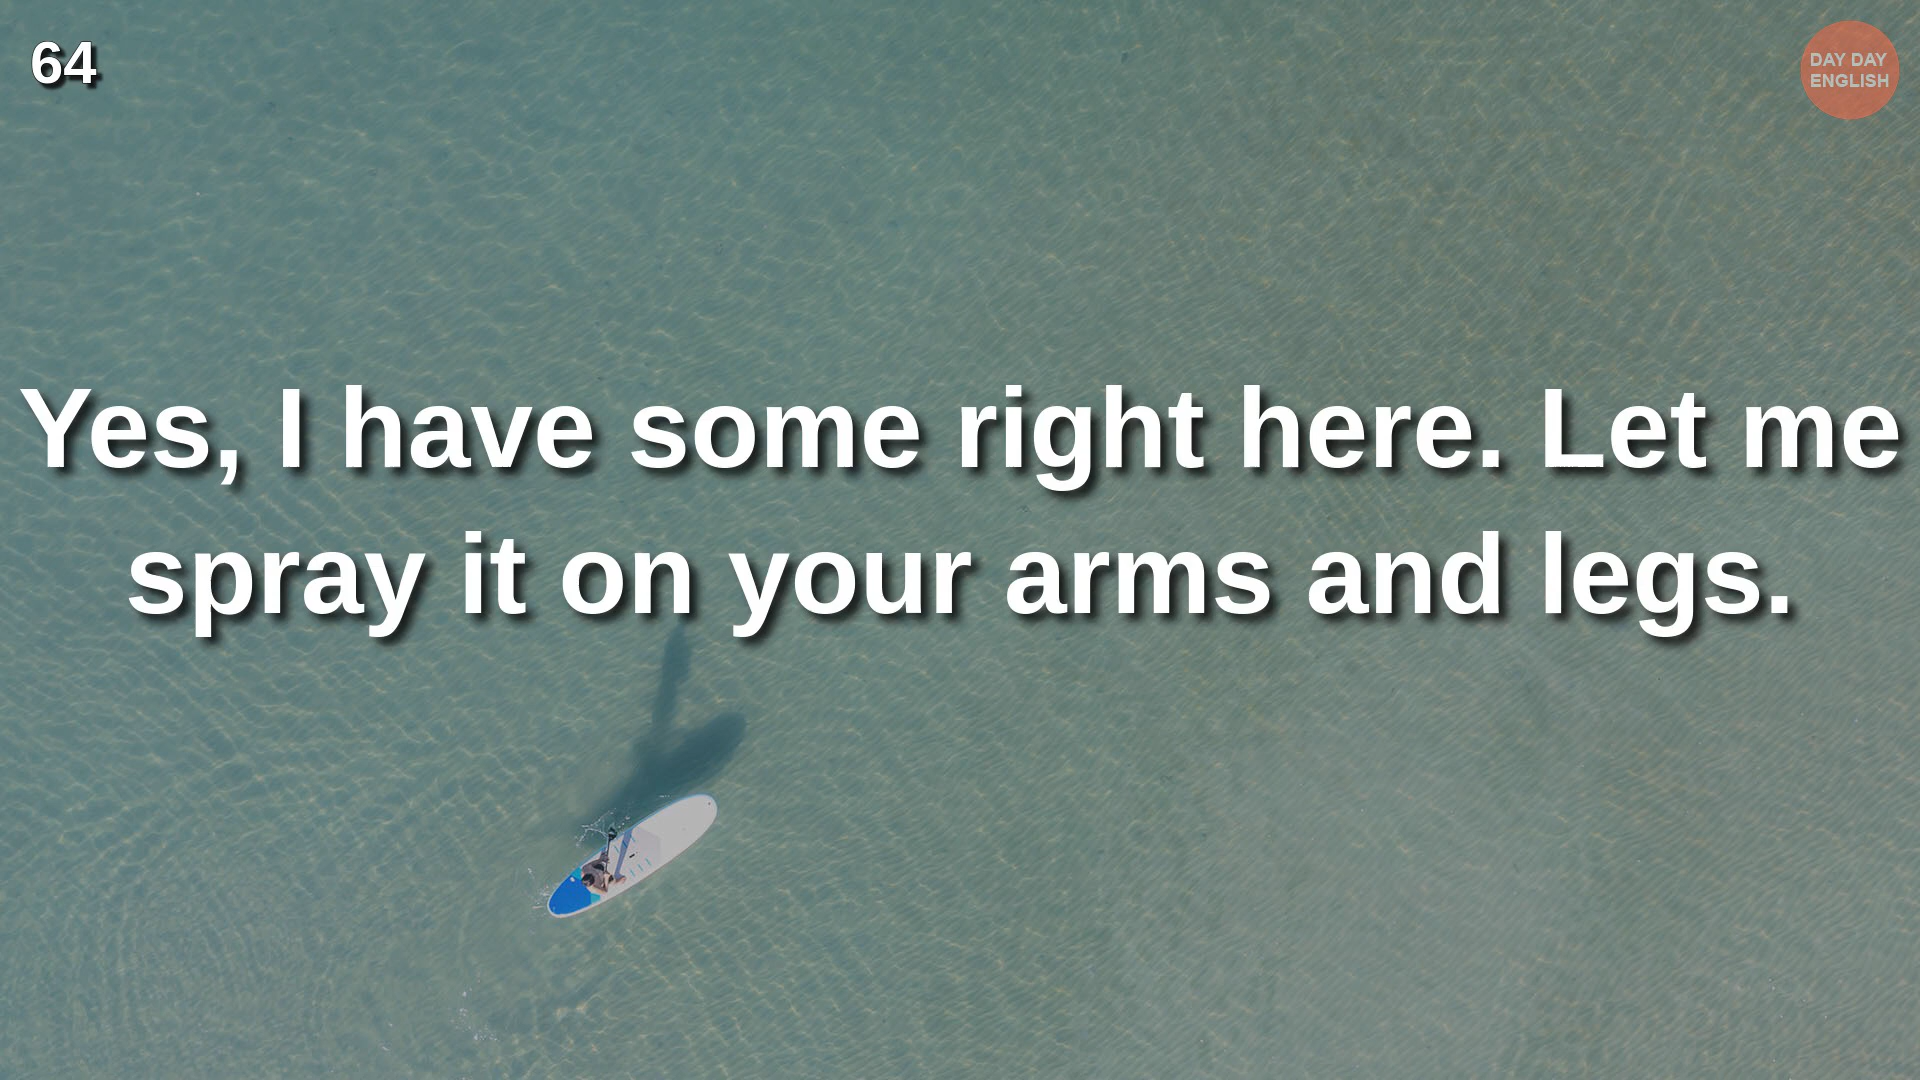 64
DAY DAY
ENGLISH
Yes, I have some right here. Let me
spray it on your arms and legs.